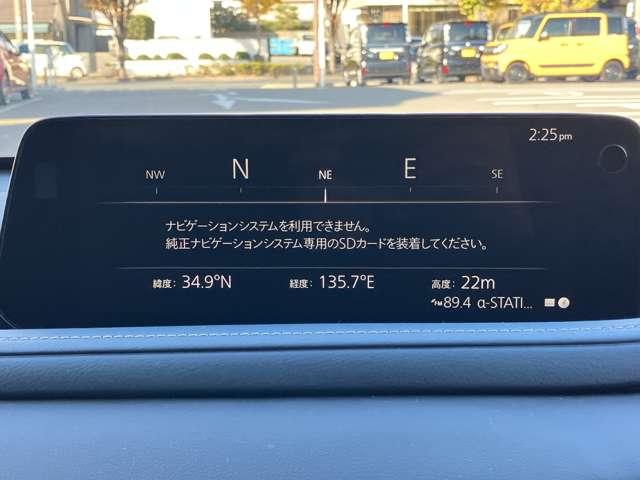 2:25pm
NW N NE E SE
ナビゲーションシステムを利用できません。
純正ナビゲーションシステム専用のSDカードを装着してください。
緯度: 34.9°N 経度: 135.7°E 高度: 22m
FM 89.4 α-STATI...